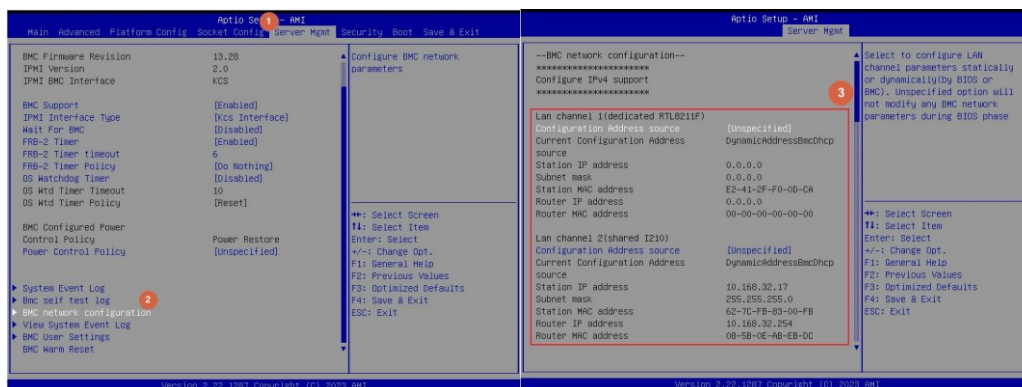 Aptio Setup - AMI
Main Advanced Platform Config Socket Config Server Mgmt Security Boot Save & Exit
1
BMC Firmware Revision 13.28
IPMI Version 2.0
IPMI BMC Interface KCS
BMC Support [Enabled]
IPMI Interface Type [Kcs Interface]
Wait For BMC [Disabled]
FRB-2 Timer [Enabled]
FRB-2 Timer timeout 6
FRB-2 Timer Policy [Do Nothing]
OS Watchdog Timer [Disabled]
OS Wtd Timer Timeout 10
OS Wtd Timer Policy [Reset]
BMC Configured Power
Control Policy Power Restore
Power Control Policy [Unspecified]
System Event Log
Bmc self test log
2
BMC network configuration
View System Event Log
BMC User Settings
BMC Warm Reset
Configure BMC network
parameters
→←: Select Screen
↑↓: Select Item
Enter: Select
+/-: Change Opt.
F1: General Help
F2: Previous Values
F3: Optimized Defaults
F4: Save & Exit
ESC: Exit
Version 2.22.1287 Copyright (C) 2023 AMI
Aptio Setup - AMI
Server Mgmt
--BMC network configuration--
**********************
Configure IPv4 support
**********************
3
Lan channel 1(dedicated RTL8211F)
Configuration Address source [Unspecified]
Current Configuration Address DynamicAddressBmcDhcp
source
Station IP address 0.0.0.0
Subnet mask 0.0.0.0
Station MAC address E2-41-2F-F0-0D-CA
Router IP address 0.0.0.0
Router MAC address 00-00-00-00-00-00
Lan channel 2(shared I210)
Configuration Address source [Unspecified]
Current Configuration Address DynamicAddressBmcDhcp
source
Station IP address 10.168.32.17
Subnet mask 255.255.255.0
Station MAC address 62-7C-FB-83-00-FB
Router IP address 10.168.32.254
Router MAC address 08-5B-0E-AB-EB-DC
Select to configure LAN
channel parameters statically
or dynamically(by BIOS or
BMC). Unspecified option will
not modify any BMC network
parameters during BIOS phase
→←: Select Screen
↑↓: Select Item
Enter: Select
+/-: Change Opt.
F1: General Help
F2: Previous Values
F3: Optimized Defaults
F4: Save & Exit
ESC: Exit
Version 2.22.1287 Copyright (C) 2023 AMI